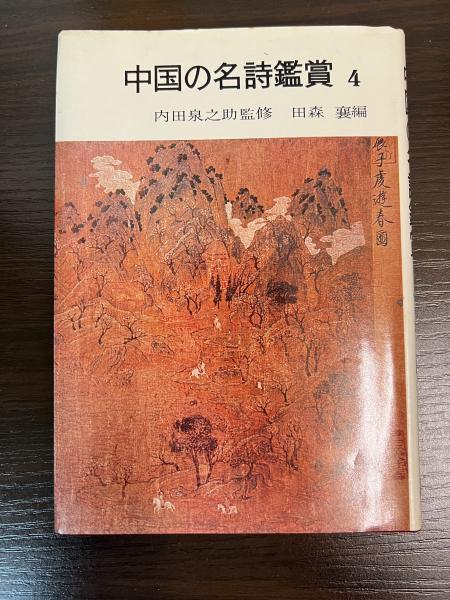 中国の名詩鑑賞 4
内田泉之助監修 田森 襄編
展子虔遊春圖